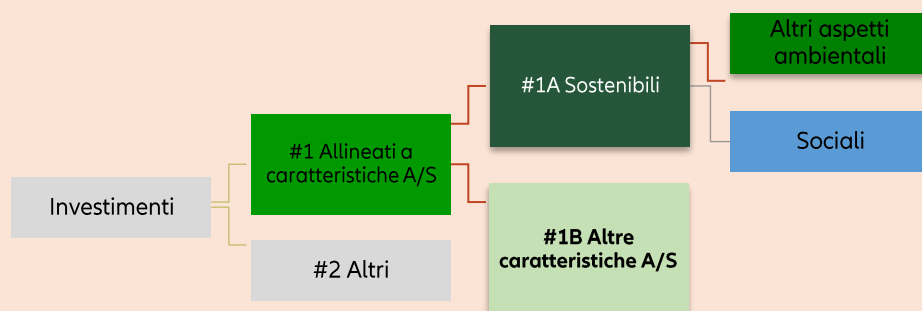 Investimenti
#1 Allineati a
caratteristiche A/S
#2 Altri
#1A Sostenibili
#1B Altre
caratteristiche A/S
Altri aspetti
ambientali
Sociali